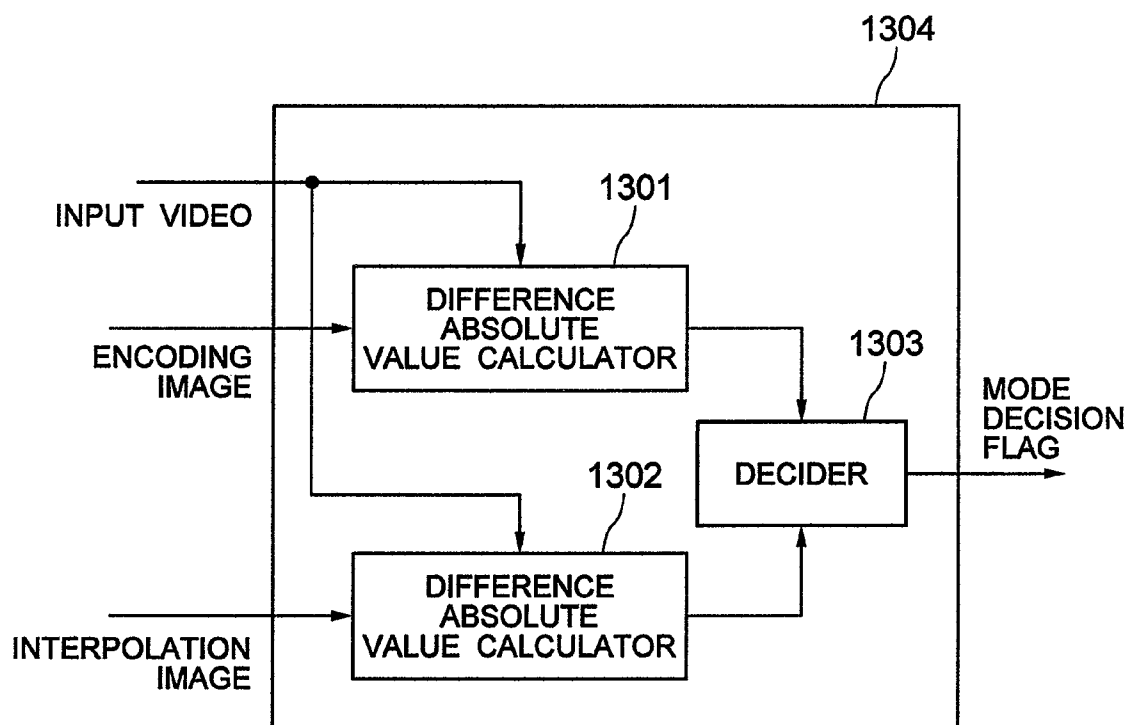 1304
INPUT VIDEO
1301
DIFFERENCE
ABSOLUTE
VALUE CALCULATOR
ENCODING
IMAGE
1303
MODE
DECISION
FLAG
DECIDER
1302
DIFFERENCE
ABSOLUTE
VALUE CALCULATOR
INTERPOLATION
IMAGE